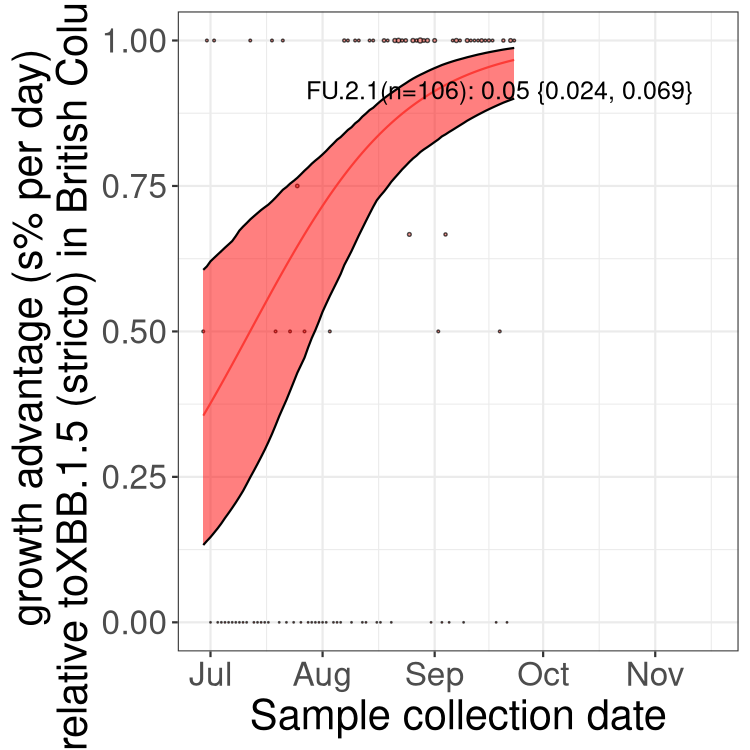 growth advantage (s% per day)
relative toXBB.1.5 (stricto) in British Colu
1.00
0.75
0.50
0.25
0.00
FU.2.1(n=106): 0.05 {0.024, 0.069}
Jul Aug Sep Oct Nov
Sample collection date